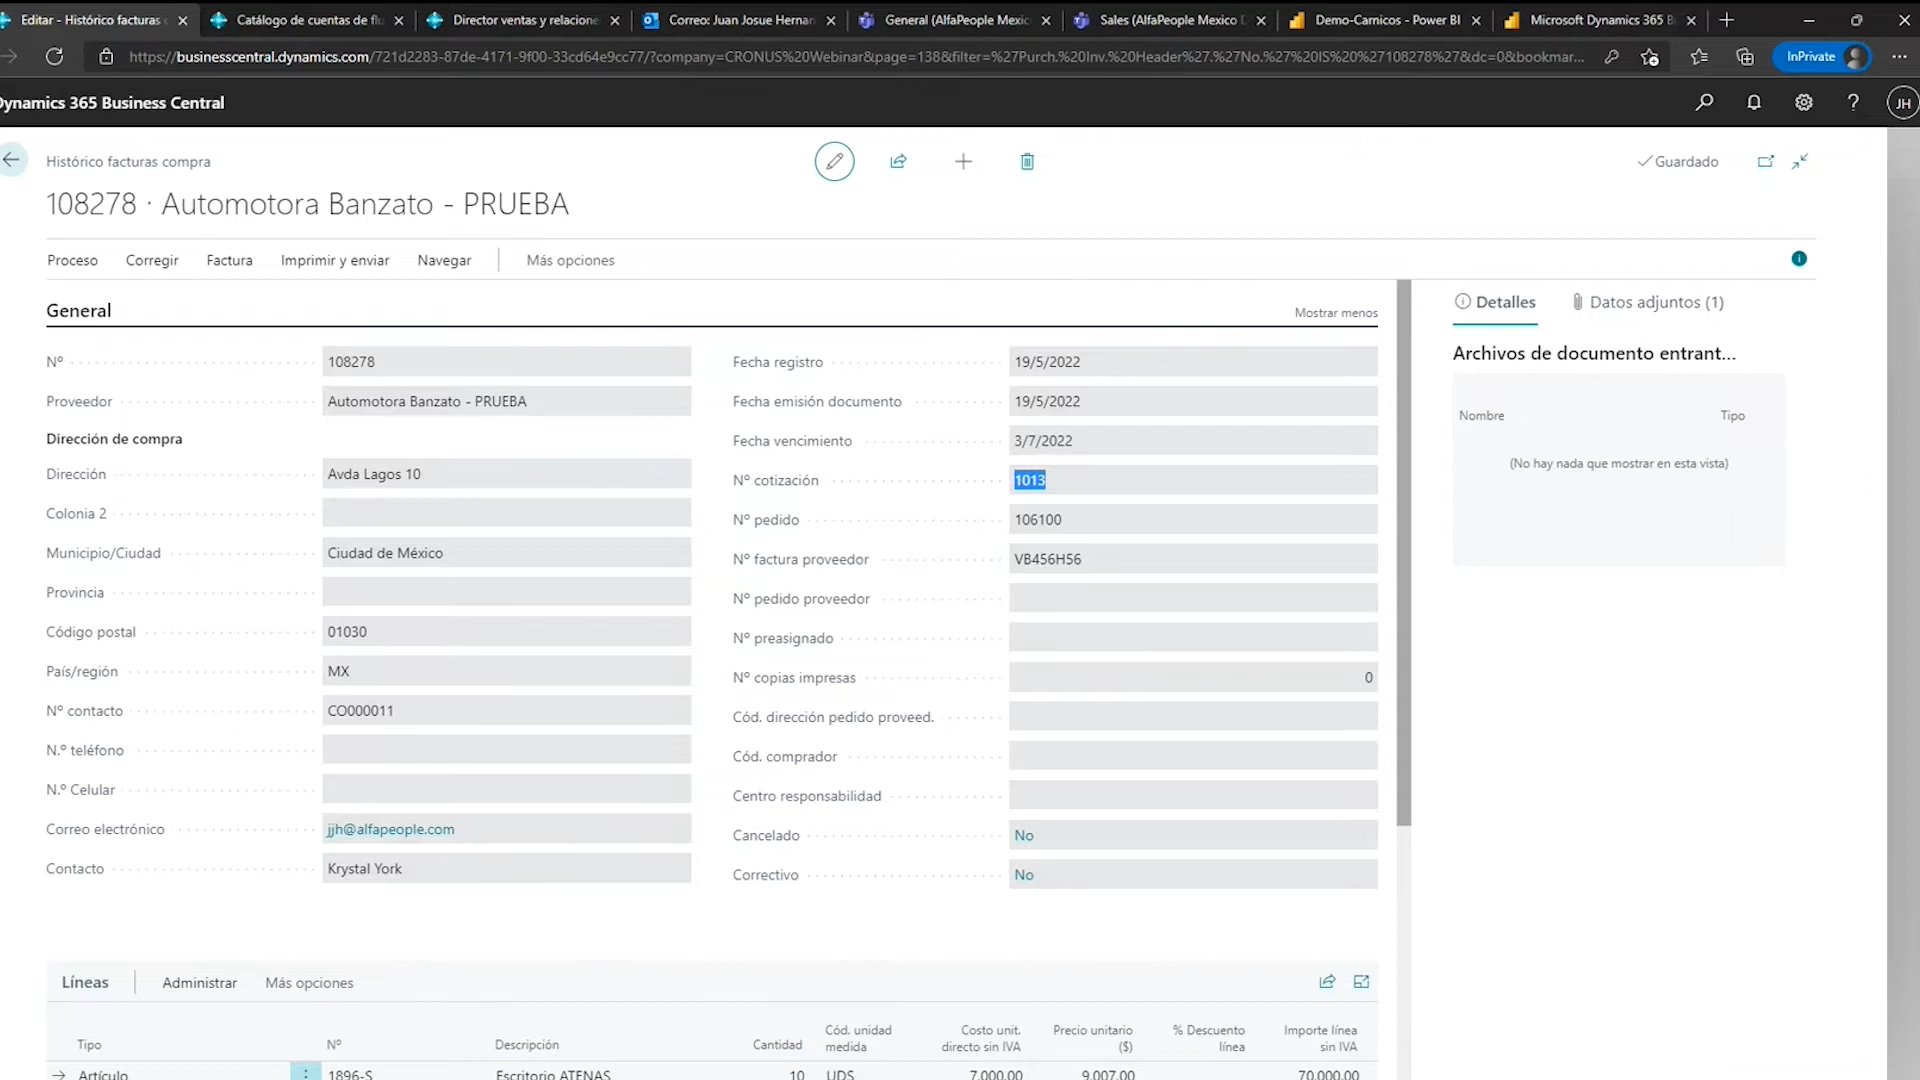 Editar - Histórico facturas
Catálogo de cuentas de flu
Director ventas y relacione
Correo: Juan Josue Hernan
General (AlfaPeople Mexic
Sales (AlfaPeople Mexico D
Demo-Carnicos - Power BI
Microsoft Dynamics 365 B
https://businesscentral.dynamics.com/721d2283-87de-4171-9f00-33cd64e9cc77/?company=CRONUS%20Webinar&page=138&filter=%27Purch.%20Inv.%20Header%27.%27No.%27%20IS%20%27108278%27&dc=0&bookmar...
InPrivate
Dynamics 365 Business Central
JH
Histórico facturas compra
Guardado
108278 · Automotora Banzato - PRUEBA
Proceso Corregir Factura Imprimir y enviar Navegar Más opciones
General
Mostrar menos
Nº 108278
Proveedor Automotora Banzato - PRUEBA
Dirección de compra
Dirección Avda Lagos 10
Colonia 2
Municipio/Ciudad Ciudad de México
Provincia
Código postal 01030
País/región MX
Nº contacto CO000011
N.º teléfono
N.º Celular
Correo electrónico jjh@alfapeople.com
Contacto Krystal York
Fecha registro 19/5/2022
Fecha emisión documento 19/5/2022
Fecha vencimiento 3/7/2022
Nº cotización 1013
Nº pedido 106100
Nº factura proveedor VB456H56
Nº pedido proveedor
Nº preasignado
Nº copias impresas 0
Cód. dirección pedido proveed.
Cód. comprador
Centro responsabilidad
Cancelado No
Correctivo No
Detalles Datos adjuntos (1)
Archivos de documento entrant...
Nombre Tipo
(No hay nada que mostrar en esta vista)
Líneas Administrar Más opciones
Tipo Nº Descripción Cantidad Cód. unidad medida Costo unit. directo sin IVA Precio unitario ($) % Descuento línea Importe línea sin IVA
Artículo 1896-S Escritorio ATENAS 10 UDS 7,000.00 9,007.00 70,000.00